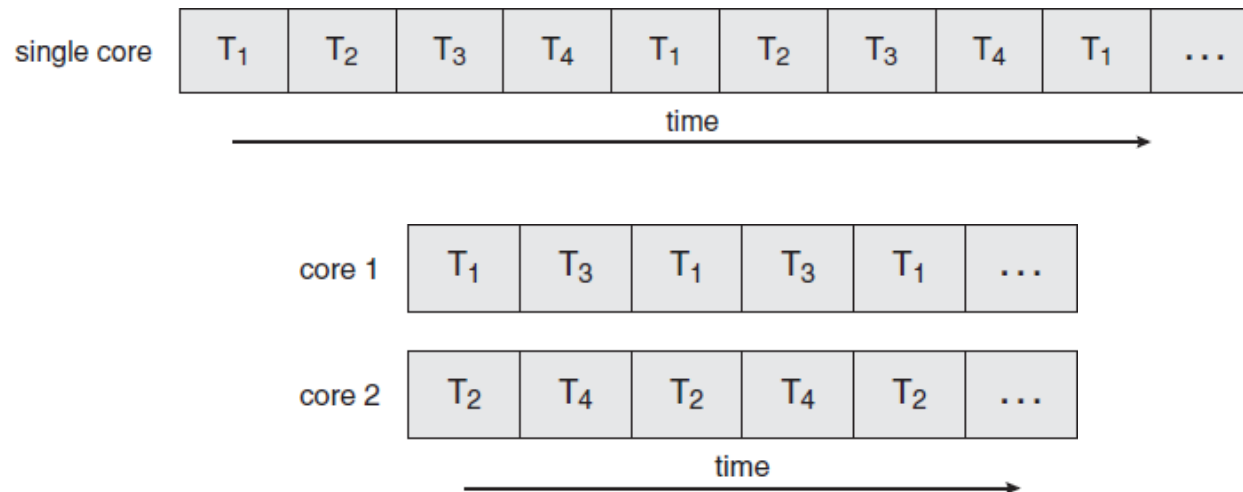 single core T₁ T₂ T₃ T₄ T₁ T₂ T₃ T₄ T₁ ...
time
core 1 T₁ T₃ T₁ T₃ T₁ ...
core 2 T₂ T₄ T₂ T₄ T₂ ...
time